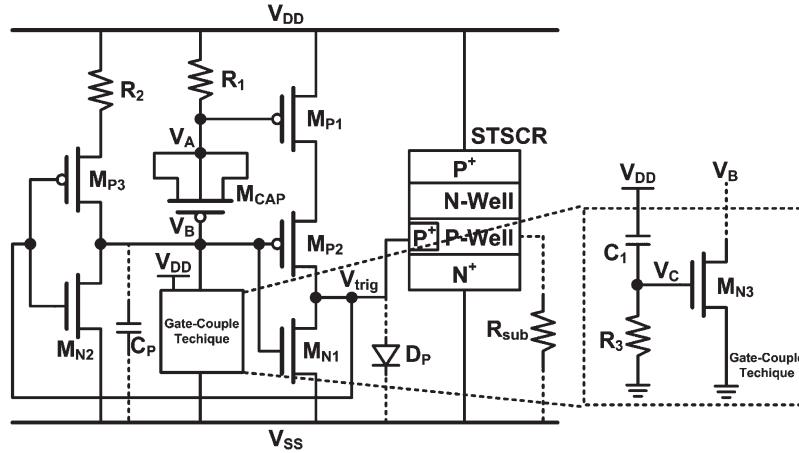 VDD
R2
R1
MP1
STSCR
VA
P+
MP3
MCAP
N-Well
VDD
VB
VB
MP2
P+
P-Well
C1
VDD
Vtrig
N+
VC
MN3
Gate-Couple
Techique
Rsub
MN2
CP
MN1
DP
R3
Gate-Couple
Techique
VSS